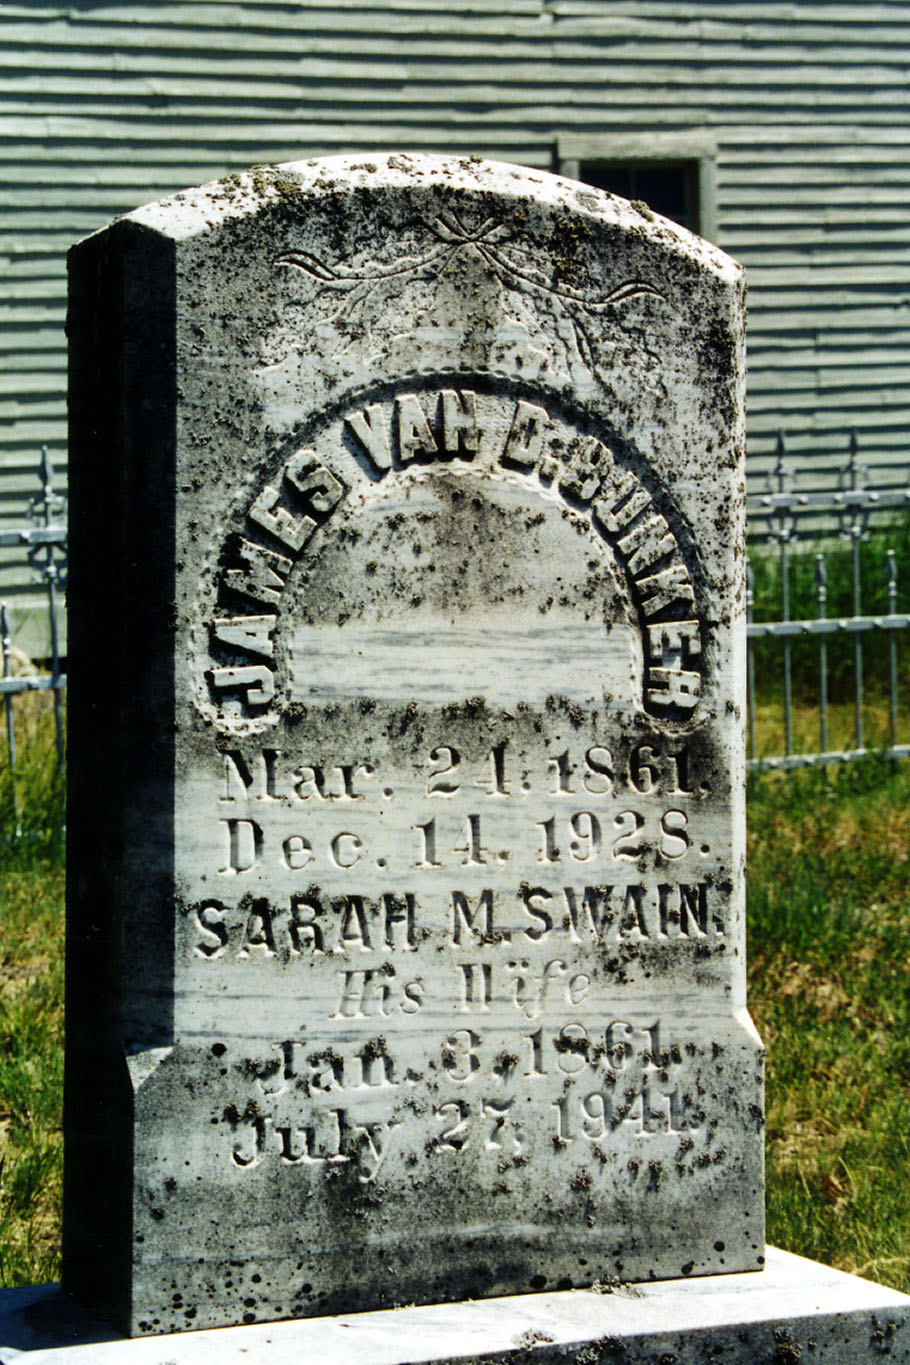 JAMES VAN D. BUNKER
Mar. 24, 1861.
Dec. 14, 1928.
SARAH M. SWAIN.
His Wife
Jan. 3, 1861.
July 27, 1941.